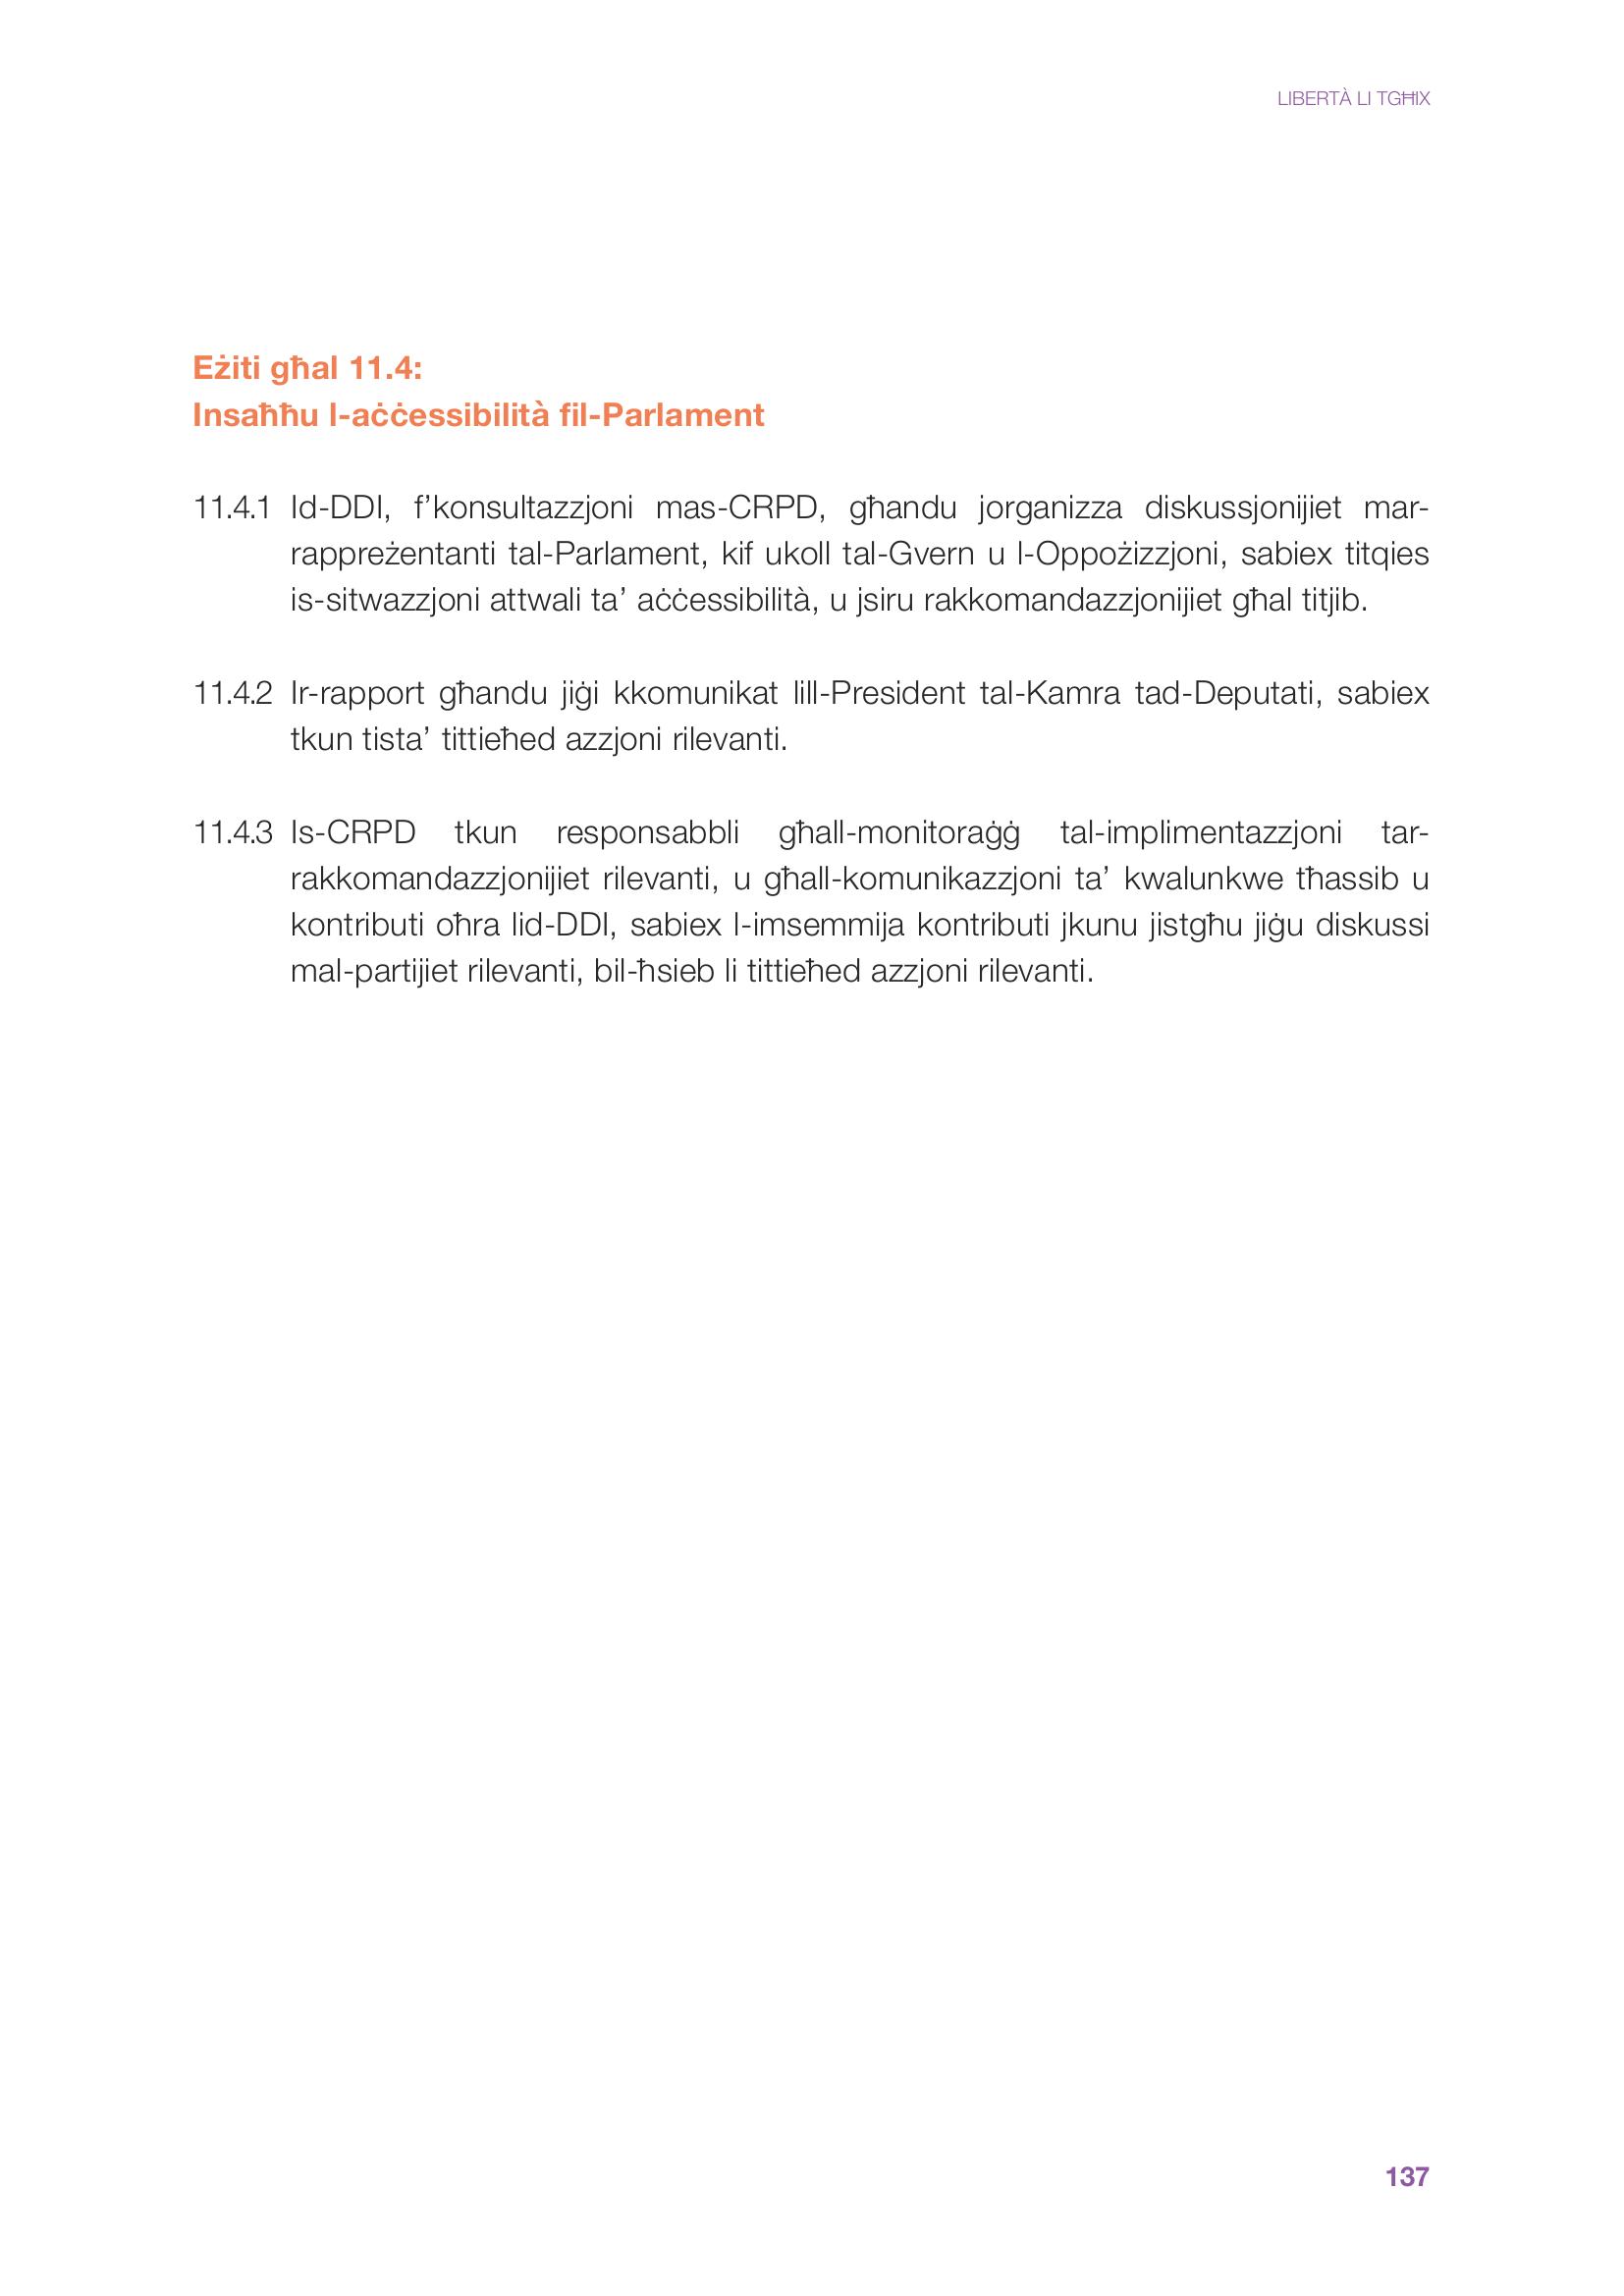 LIBERTÀ LI TGĦIX
Eżiti għal 11.4:
Insaħħu l-aċċessibilità fil-Parlament
11.4.1 Id-DDI, f’konsultazzjoni mas-CRPD, għandu jorganizza diskussjonijiet mar-
rappreżentanti tal-Parlament, kif ukoll tal-Gvern u l-Oppożizzjoni, sabiex titqies
is-sitwazzjoni attwali ta’ aċċessibilità, u jsiru rakkomandazzjonijiet għal titjib.
11.4.2 Ir-rapport għandu jiġi kkomunikat lill-President tal-Kamra tad-Deputati, sabiex
tkun tista’ tittieħed azzjoni rilevanti.
11.4.3 Is-CRPD tkun responsabbli għall-monitoraġġ tal-implimentazzjoni tar-
rakkomandazzjonijiet rilevanti, u għall-komunikazzjoni ta’ kwalunkwe tħassib u
kontributi oħra lid-DDI, sabiex l-imsemmija kontributi jkunu jistgħu jiġu diskussi
mal-partijiet rilevanti, bil-ħsieb li tittieħed azzjoni rilevanti.
137